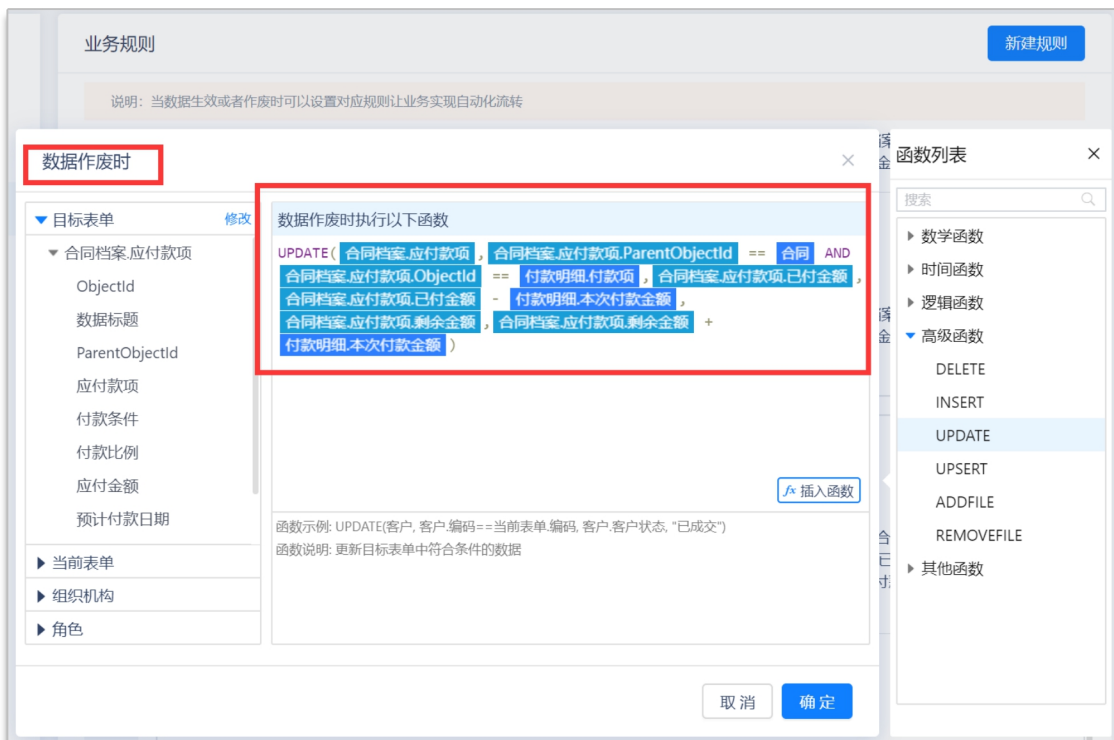 业务规则
新建规则
说明：当数据生效或者作废时可以设置对应规则让业务实现自动化流转
数据作废时
目标表单 修改
合同档案.应付款项
ObjectId
数据标题
ParentObjectId
应付款项
付款条件
付款比例
应付金额
预计付款日期
当前表单
组织机构
角色
数据作废时执行以下函数
UPDATE( 合同档案.应付款项 , 合同档案.应付款项.ParentObjectId == 合同 AND
合同档案.应付款项.ObjectId == 付款明细.付款项 , 合同档案.应付款项.已付金额 ,
合同档案.应付款项.已付金额 - 付款明细.本次付款金额 ,
合同档案.应付款项.剩余金额 , 合同档案.应付款项.剩余金额 +
付款明细.本次付款金额 )
fx 插入函数
函数示例: UPDATE(客户, 客户.编码==当前表单.编码, 客户.客户状态, "已成交")
函数说明: 更新目标表单中符合条件的数据
取消
确定
函数列表
搜索
数学函数
时间函数
逻辑函数
高级函数
DELETE
INSERT
UPDATE
UPSERT
ADDFILE
REMOVEFILE
其他函数